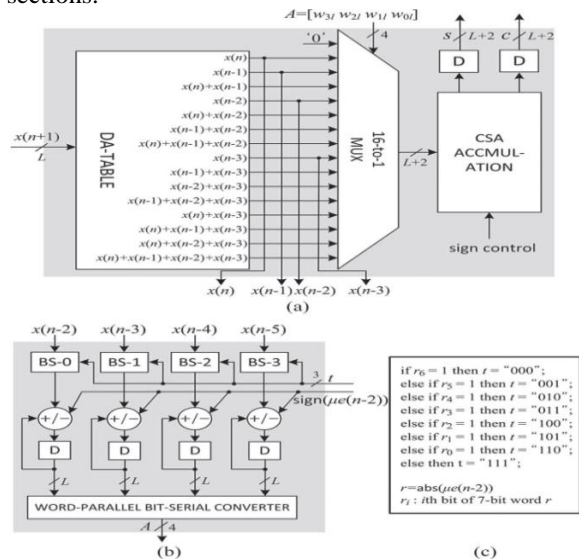 sections.
A=[w3l w2l w1l w0l]
4
S L+2
C L+2
D D
'0'
x(n)
x(n-1)
x(n)+x(n-1)
x(n-2)
x(n)+x(n-2)
x(n-1)+x(n-2)
x(n)+x(n-1)+x(n-2)
x(n-3)
x(n-1)+x(n-3)
x(n-2)+x(n-3)
x(n-1)+x(n-2)+x(n-3)
x(n)+x(n-3)
x(n)+x(n-1)+x(n-3)
x(n)+x(n-2)+x(n-3)
x(n)+x(n-1)+x(n-2)+x(n-3)
x(n+1)
L
DA-TABLE
16-to-1
MUX
L+2
CSA
ACCMUL-
ATION
sign control
x(n) x(n-1) x(n-2) x(n-3)
(a)
x(n-2) x(n-3) x(n-4) x(n-5)
BS-0 BS-1 BS-2 BS-3
3 t
sign(μe(n-2))
+/− +/− +/− +/−
D D D D
L L L L
WORD-PARALLEL BIT-SERIAL CONVERTER
A 4
(b)
if r6 = 1 then t = "000";
else if r5 = 1 then t = "001";
else if r4 = 1 then t = "010";
else if r3 = 1 then t = "011";
else if r2 = 1 then t = "100";
else if r1 = 1 then t = "101";
else if r0 = 1 then t = "110";
else then t = "111";
r=abs(μe(n-2))
ri : ith bit of 7-bit word r
(c)